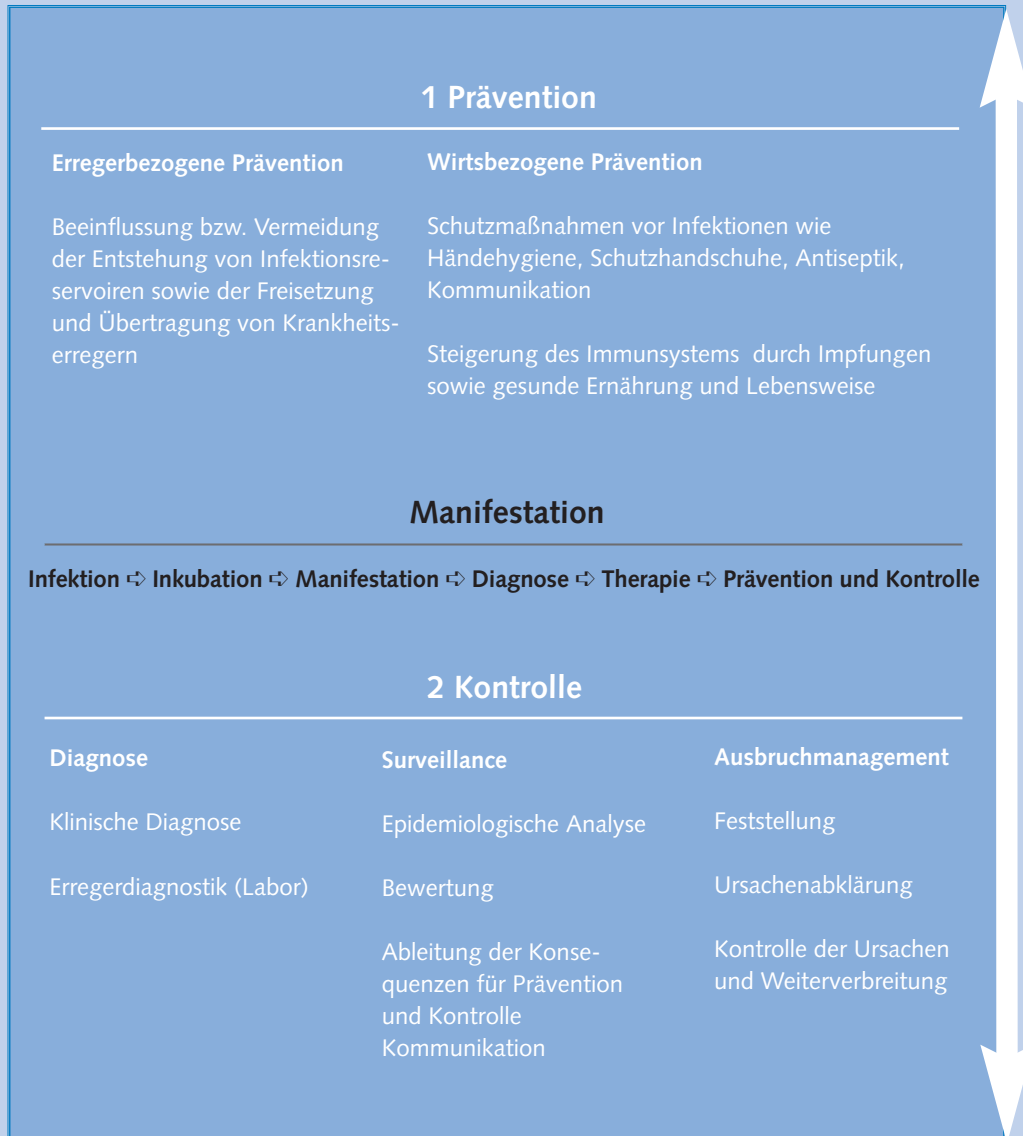 1 Prävention
Erregerbezogene Prävention
Beeinflussung bzw. Vermeidung
der Entstehung von Infektionsre-
servoiren sowie der Freisetzung
und Übertragung von Krankheits-
erregern
Wirtsbezogene Prävention
Schutzmaßnahmen vor Infektionen wie
Händehygiene, Schutzhandschuhe, Antiseptik,
Kommunikation
Steigerung des Immunsystems  durch Impfungen
sowie gesunde Ernährung und Lebensweise
Manifestation
Infektion ➪ Inkubation ➪ Manifestation ➪ Diagnose ➪ Therapie ➪ Prävention und Kontrolle
2 Kontrolle
Diagnose
Klinische Diagnose
Erregerdiagnostik (Labor)
Surveillance
Epidemiologische Analyse
Bewertung
Ableitung der Konse-
quenzen für Prävention
und Kontrolle
Kommunikation
Ausbruchmanagement
Feststellung
Ursachenabklärung
Kontrolle der Ursachen
und Weiterverbreitung